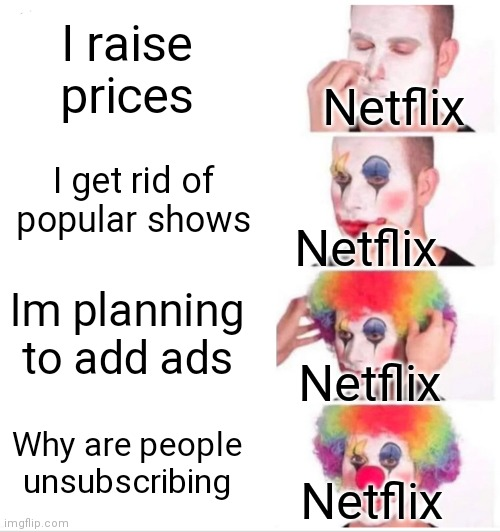 I raise
prices
Netflix
I get rid of
popular shows
Netflix
Im planning
to add ads
Netflix
Why are people
unsubscribing
Netflix
imgflip.com